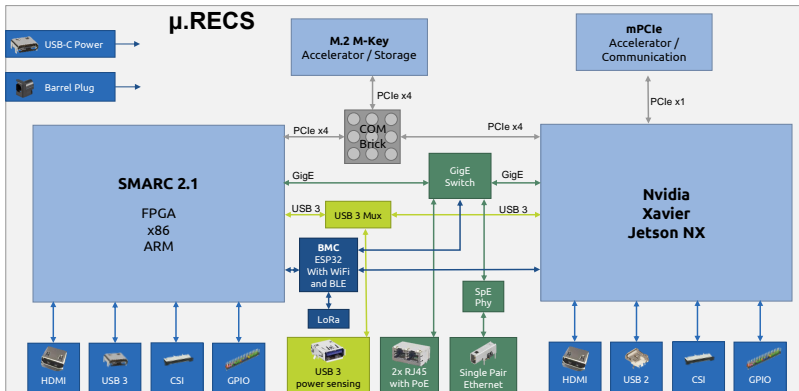 µ.RECS
USB-C Power
Barrel Plug
M.2 M-Key
Accelerator / Storage
mPCIe
Accelerator /
Communication
PCIe x4
PCIe x1
PCIe x4
COM
Brick
PCIe x4
SMARC 2.1
FPGA
x86
ARM
GigE
GigE
Switch
GigE
Nvidia
Xavier
Jetson NX
USB 3
USB 3 Mux
USB 3
BMC
ESP32
With WiFi
and BLE
LoRa
SpE
Phy
HDMI
USB 3
CSI
GPIO
USB 3
power sensing
2x RJ45
with PoE
Single Pair
Ethernet
HDMI
USB 2
CSI
GPIO